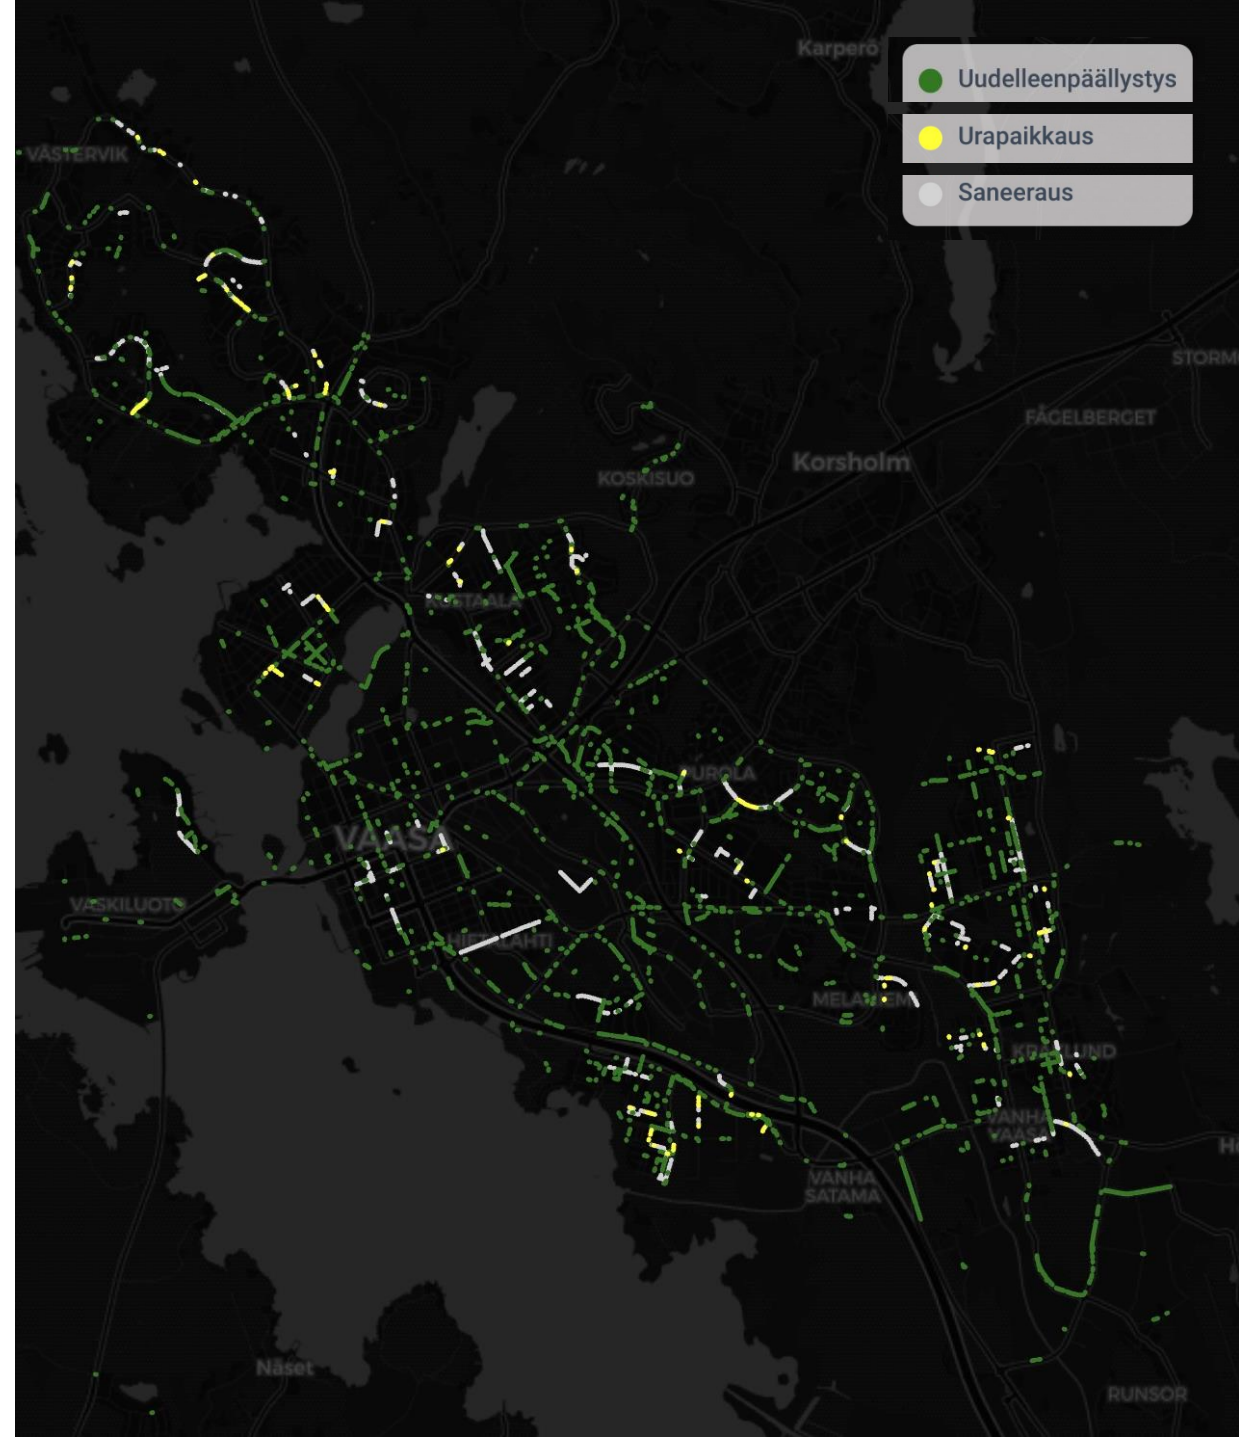 Karperö
Uudelleenpäällystys
Urapaikkaus
Saneeraus
VÄSTERVIK
STORM
FÅGELBERGET
Korsholm
KOSKISUO
KUSTAALA
PUROLA
VAASA
VASKILUOTO
HIETALAHTI
MELANIEMI
KRÅKLUND
VANHA
VAASA
VANHA
SATAMA
Näset
RUNSOR